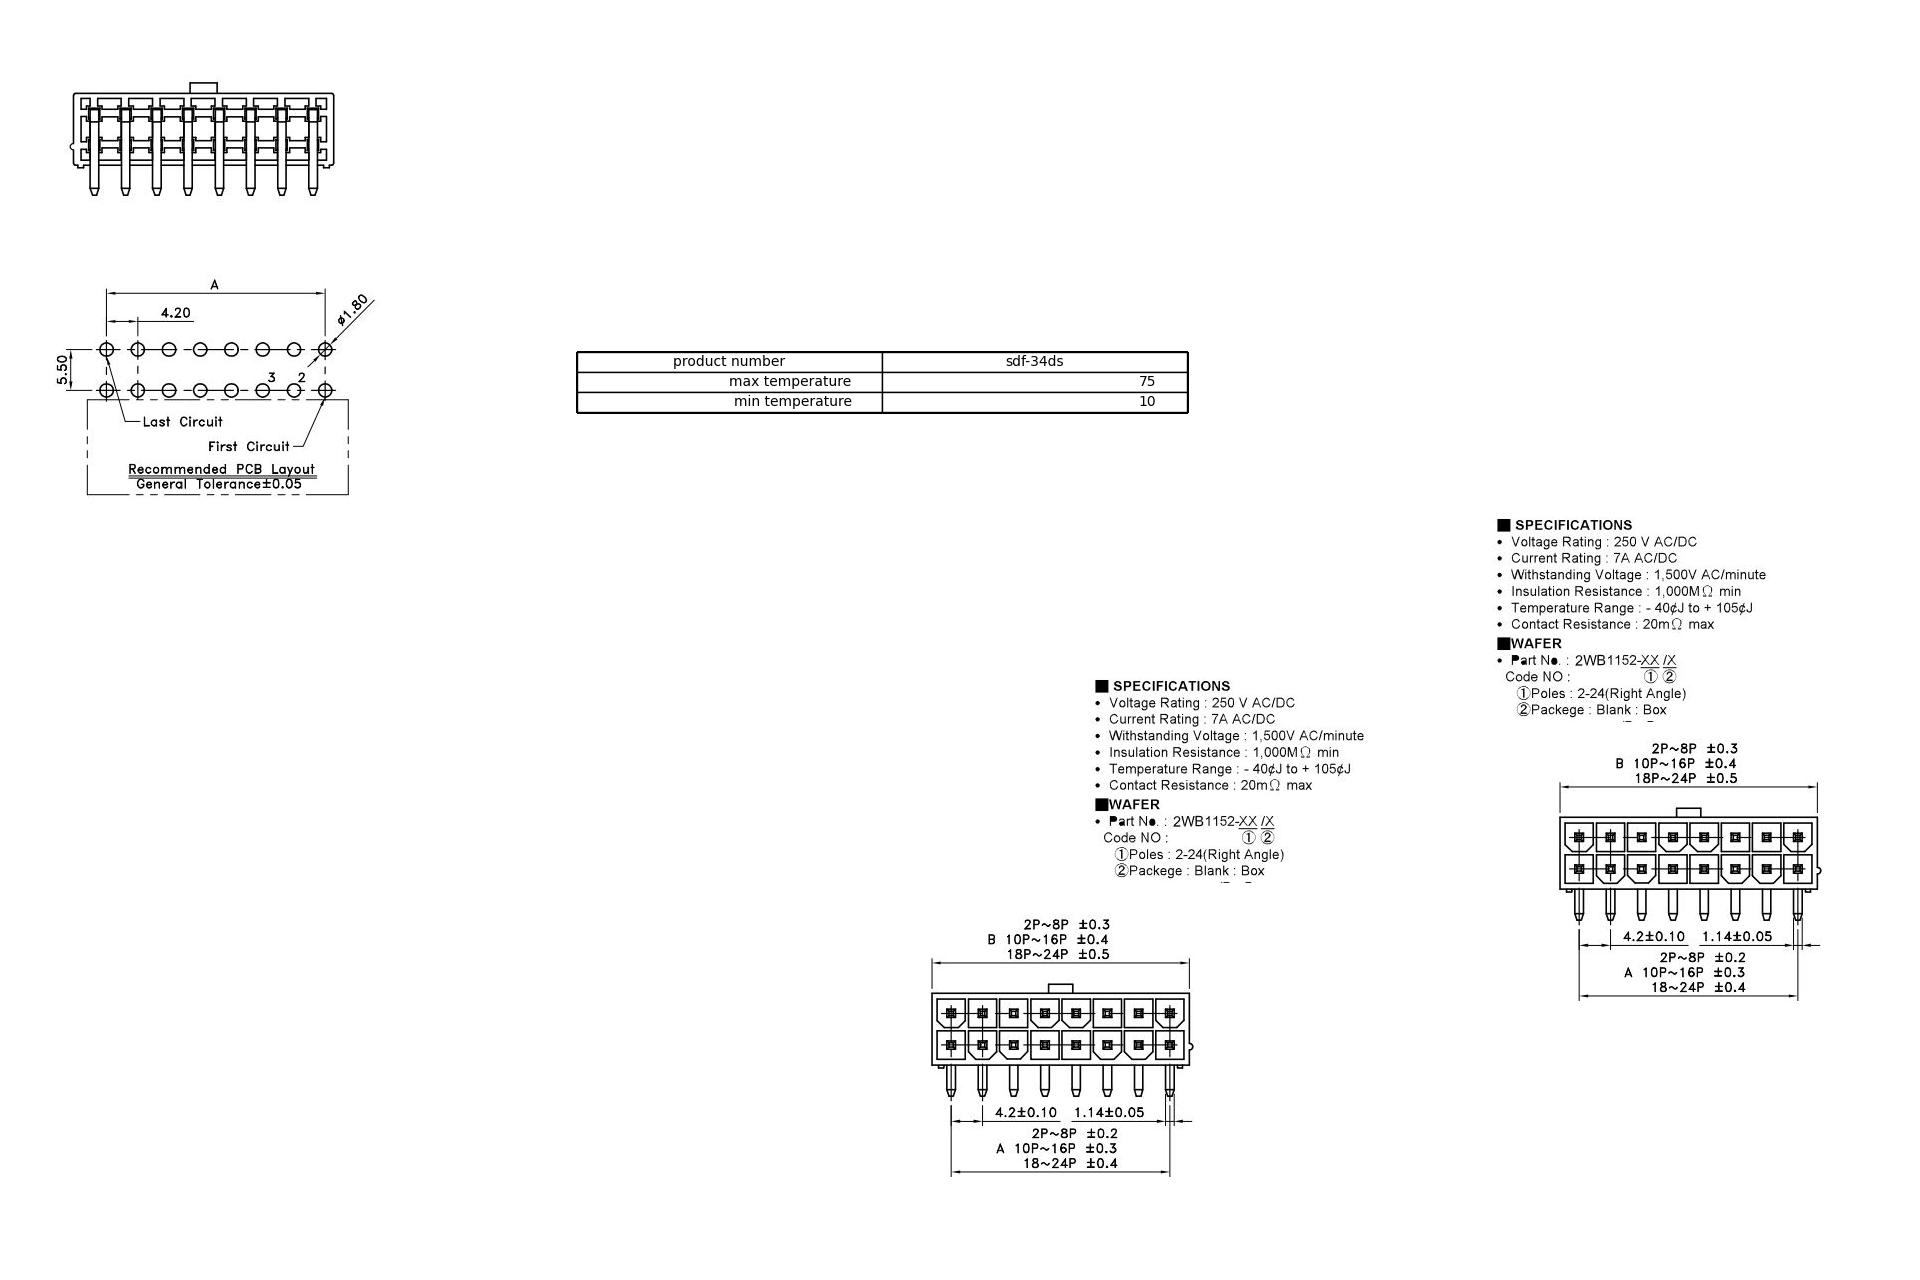 A
4.20
ø1.80
5.50
3 2
Last Circuit
First Circuit
Recommended PCB Layout
General Tolerance±0.05
product number sdf-34ds
max temperature 75
min temperature 10
■ SPECIFICATIONS
• Voltage Rating : 250 V AC/DC
• Current Rating : 7A AC/DC
• Withstanding Voltage : 1,500V AC/minute
• Insulation Resistance : 1,000MΩ min
• Temperature Range : - 40¢J to + 105¢J
• Contact Resistance : 20mΩ max
■WAFER
• Part No. : 2WB1152-XX /X
Code NO : ① ②
①Poles : 2-24(Right Angle)
②Packege : Blank : Box
2P~8P ±0.3
B 10P~16P ±0.4
18P~24P ±0.5
4.2±0.10 1.14±0.05
2P~8P ±0.2
A 10P~16P ±0.3
18~24P ±0.4
■ SPECIFICATIONS
• Voltage Rating : 250 V AC/DC
• Current Rating : 7A AC/DC
• Withstanding Voltage : 1,500V AC/minute
• Insulation Resistance : 1,000MΩ min
• Temperature Range : - 40¢J to + 105¢J
• Contact Resistance : 20mΩ max
■WAFER
• Part No. : 2WB1152-XX /X
Code NO : ① ②
①Poles : 2-24(Right Angle)
②Packege : Blank : Box
2P~8P ±0.3
B 10P~16P ±0.4
18P~24P ±0.5
4.2±0.10 1.14±0.05
2P~8P ±0.2
A 10P~16P ±0.3
18~24P ±0.4